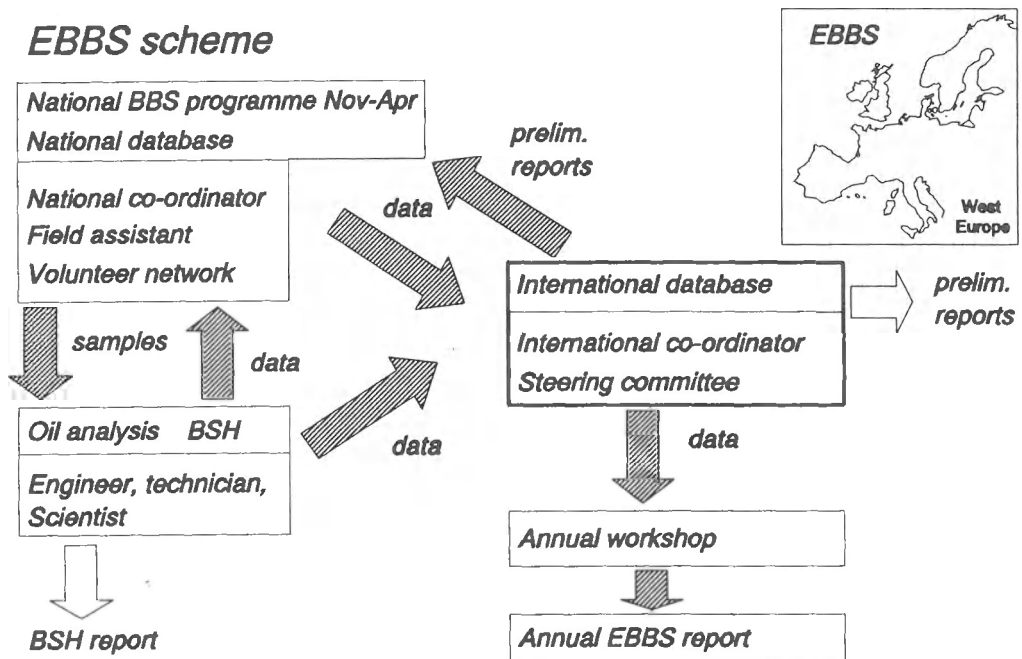 EBBS scheme
National BBS programme Nov-Apr
National database
National co-ordinator
Field assistant
Volunteer network
samples
data
Oil analysis BSH
Engineer, technician,
Scientist
BSH report
data
data
prelim.
reports
International database
International co-ordinator
Steering committee
prelim.
reports
data
Annual workshop
Annual EBBS report
EBBS
West
Europe